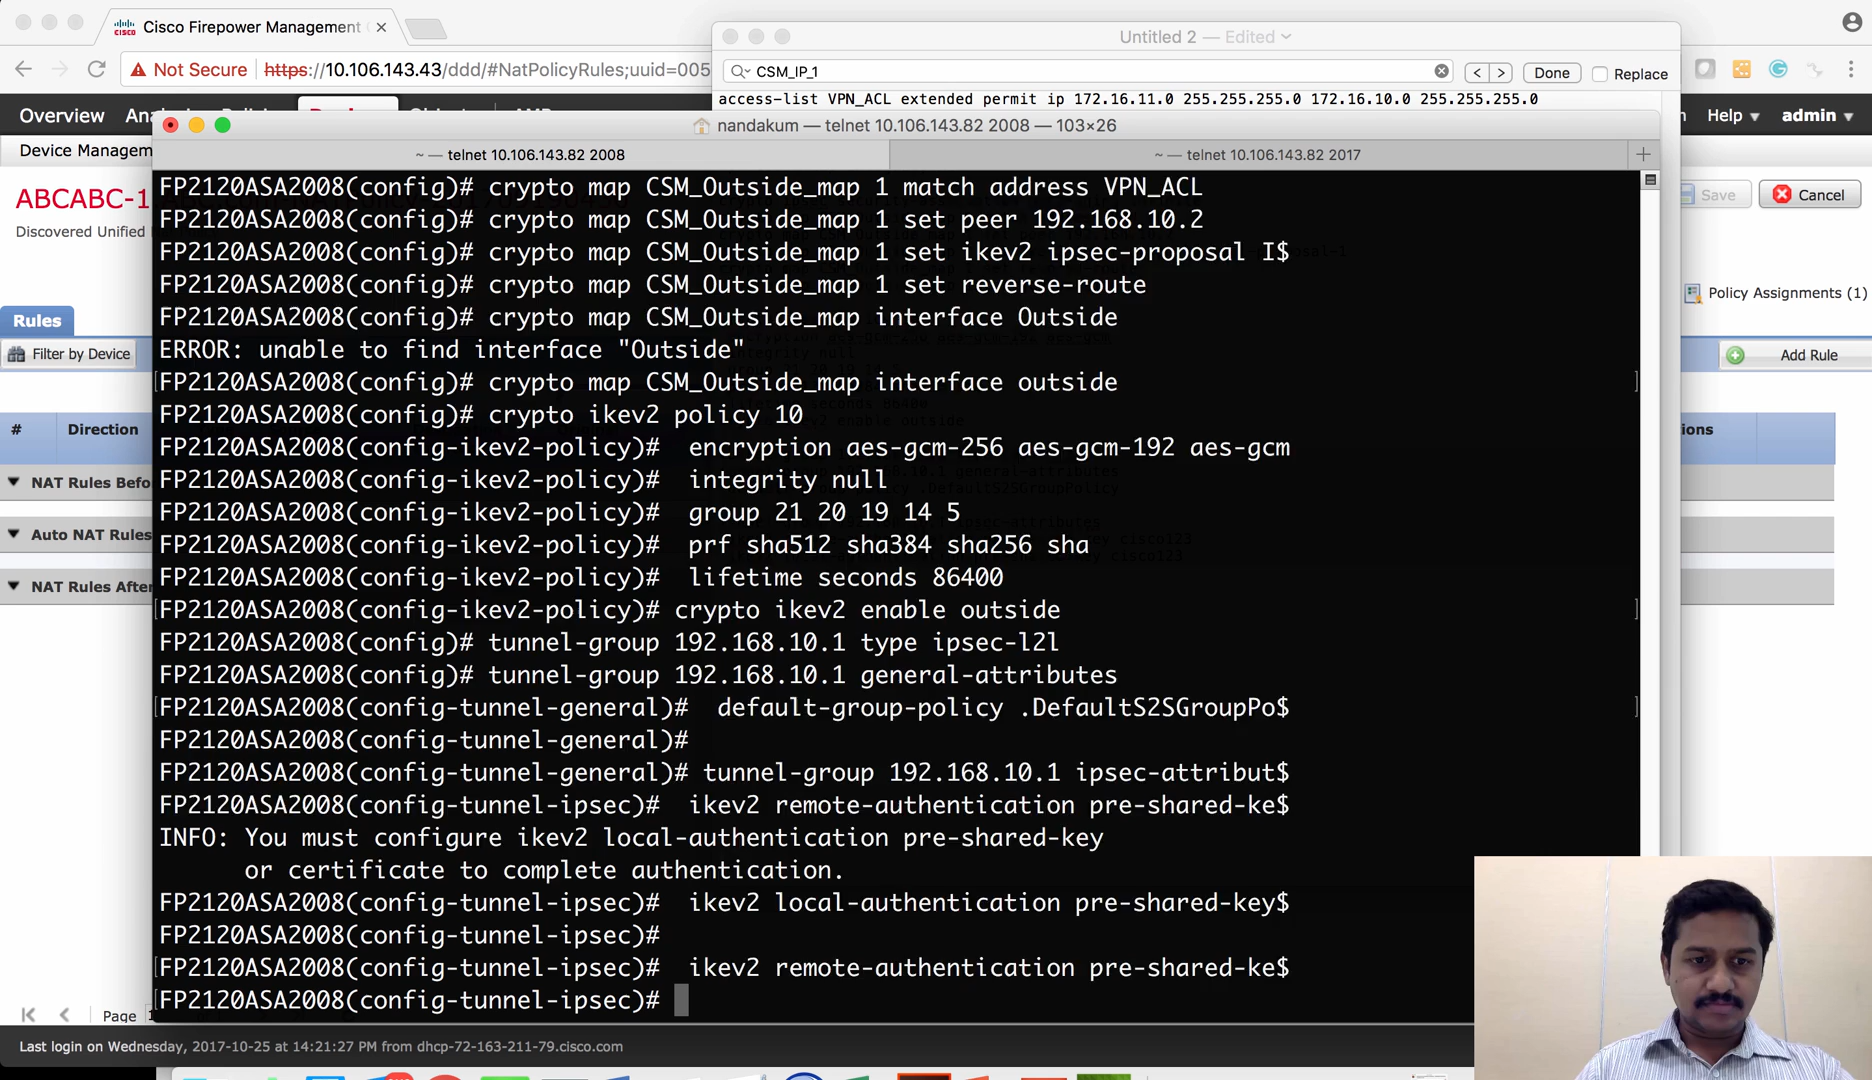 Cisco Firepower Management
Untitled 2 — Edited
Not Secure https://10.106.143.43/ddd/#NatPolicyRules;uuid=005
CSM_IP_1
Done
Replace
access-list VPN_ACL extended permit ip 172.16.11.0 255.255.255.0 172.16.10.0 255.255.255.0
Overview
Help
admin
nandakum — telnet 10.106.143.82 2008 — 103×26
Device Managem
~ — telnet 10.106.143.82 2008
~ — telnet 10.106.143.82 2017
ABCABC-1
Save
Cancel
Discovered Unified
Policy Assignments (1)
Rules
Filter by Device
Add Rule
#
Direction
ions
NAT Rules Befo
Auto NAT Rules
NAT Rules After
FP2120ASA2008(config)# crypto map CSM_Outside_map 1 match address VPN_ACL
FP2120ASA2008(config)# crypto map CSM_Outside_map 1 set peer 192.168.10.2
FP2120ASA2008(config)# crypto map CSM_Outside_map 1 set ikev2 ipsec-proposal I$
FP2120ASA2008(config)# crypto map CSM_Outside_map 1 set reverse-route
FP2120ASA2008(config)# crypto map CSM_Outside_map interface Outside
ERROR: unable to find interface "Outside"
FP2120ASA2008(config)# crypto map CSM_Outside_map interface outside
FP2120ASA2008(config)# crypto ikev2 policy 10
FP2120ASA2008(config-ikev2-policy)#  encryption aes-gcm-256 aes-gcm-192 aes-gcm
FP2120ASA2008(config-ikev2-policy)#  integrity null
FP2120ASA2008(config-ikev2-policy)#  group 21 20 19 14 5
FP2120ASA2008(config-ikev2-policy)#  prf sha512 sha384 sha256 sha
FP2120ASA2008(config-ikev2-policy)#  lifetime seconds 86400
FP2120ASA2008(config-ikev2-policy)# crypto ikev2 enable outside
FP2120ASA2008(config)# tunnel-group 192.168.10.1 type ipsec-l2l
FP2120ASA2008(config)# tunnel-group 192.168.10.1 general-attributes
FP2120ASA2008(config-tunnel-general)#  default-group-policy .DefaultS2SGroupPo$
FP2120ASA2008(config-tunnel-general)#
FP2120ASA2008(config-tunnel-general)# tunnel-group 192.168.10.1 ipsec-attribut$
FP2120ASA2008(config-tunnel-ipsec)#  ikev2 remote-authentication pre-shared-ke$
INFO: You must configure ikev2 local-authentication pre-shared-key
or certificate to complete authentication.
FP2120ASA2008(config-tunnel-ipsec)#  ikev2 local-authentication pre-shared-key$
FP2120ASA2008(config-tunnel-ipsec)#
FP2120ASA2008(config-tunnel-ipsec)#  ikev2 remote-authentication pre-shared-ke$
FP2120ASA2008(config-tunnel-ipsec)#
Page
Last login on Wednesday, 2017-10-25 at 14:21:27 PM from dhcp-72-163-211-79.cisco.com